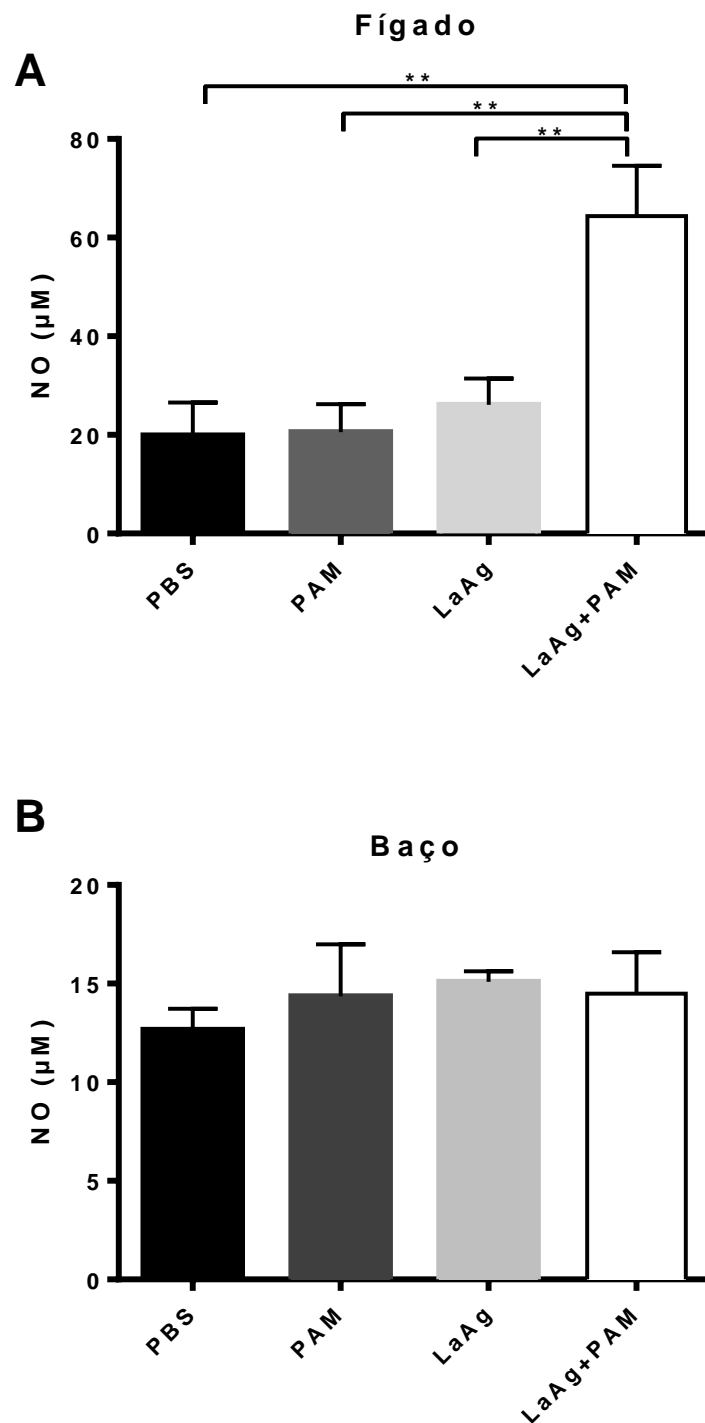 Fígado
A
**
**
**
80
60
40
20
0
NO (µM)
PBS
PAM
LaAg
LaAg+PAM
B
Baço
20
15
10
5
0
NO (µM)
PBS
PAM
LaAg
LaAg+PAM